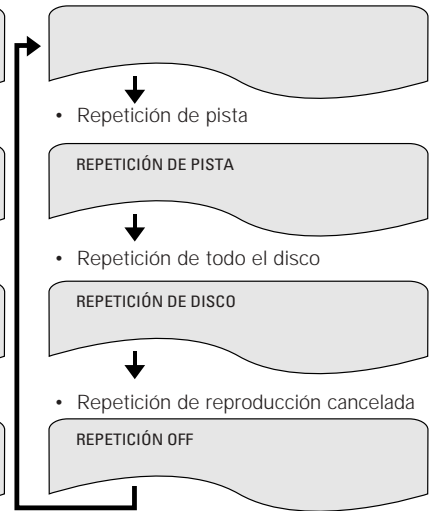 • Repetición de pista
REPETICIÓN DE PISTA
• Repetición de todo el disco
REPETICIÓN DE DISCO
• Repetición de reproducción cancelada
REPETICIÓN OFF